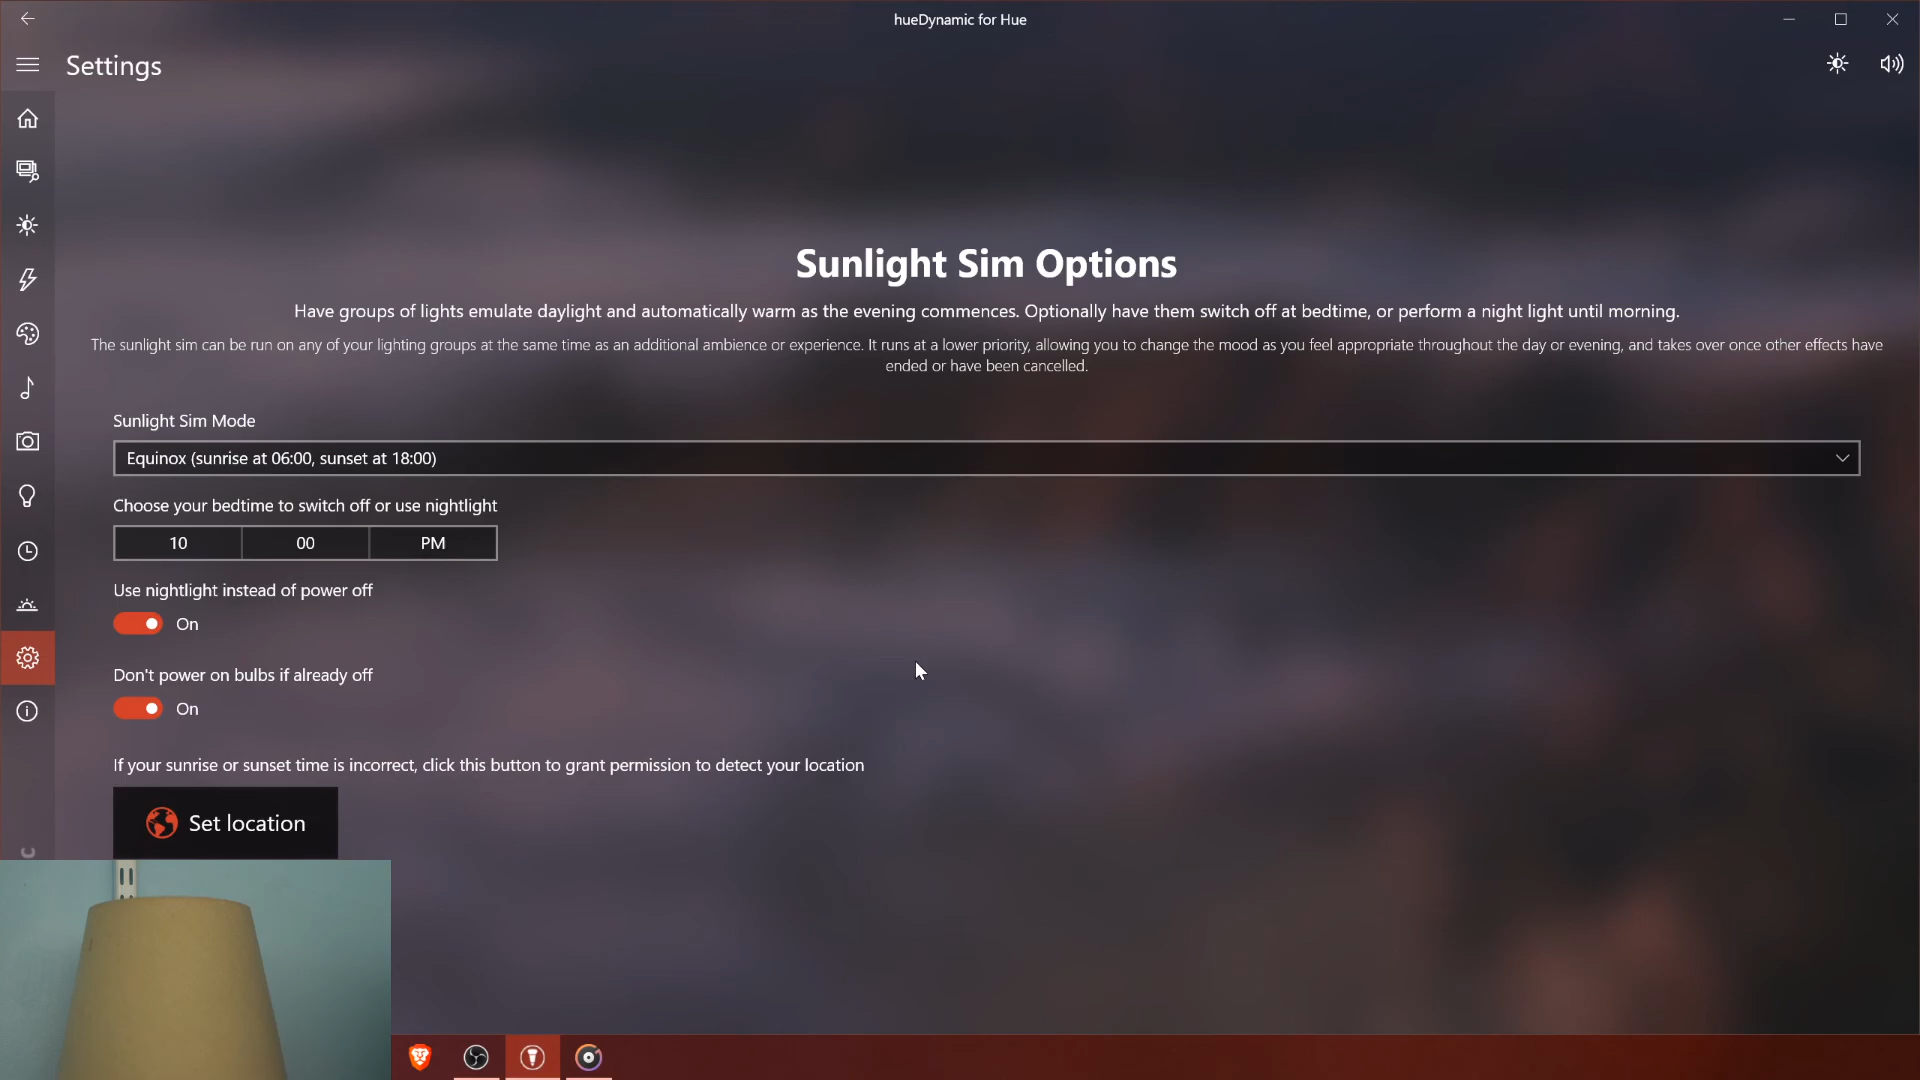 hueDynamic for Hue
Settings
Sunlight Sim Options
Have groups of lights emulate daylight and automatically warm as the evening commences. Optionally have them switch off at bedtime, or perform a night light until morning.
The sunlight sim can be run on any of your lighting groups at the same time as an additional ambience or experience. It runs at a lower priority, allowing you to change the mood as you feel appropriate throughout the day or evening, and takes over once other effects have
ended or have been cancelled.
Sunlight Sim Mode
Equinox (sunrise at 06:00, sunset at 18:00)
Choose your bedtime to switch off or use nightlight
10 00 PM
Use nightlight instead of power off
On
Don't power on bulbs if already off
On
If your sunrise or sunset time is incorrect, click this button to grant permission to detect your location
Set location